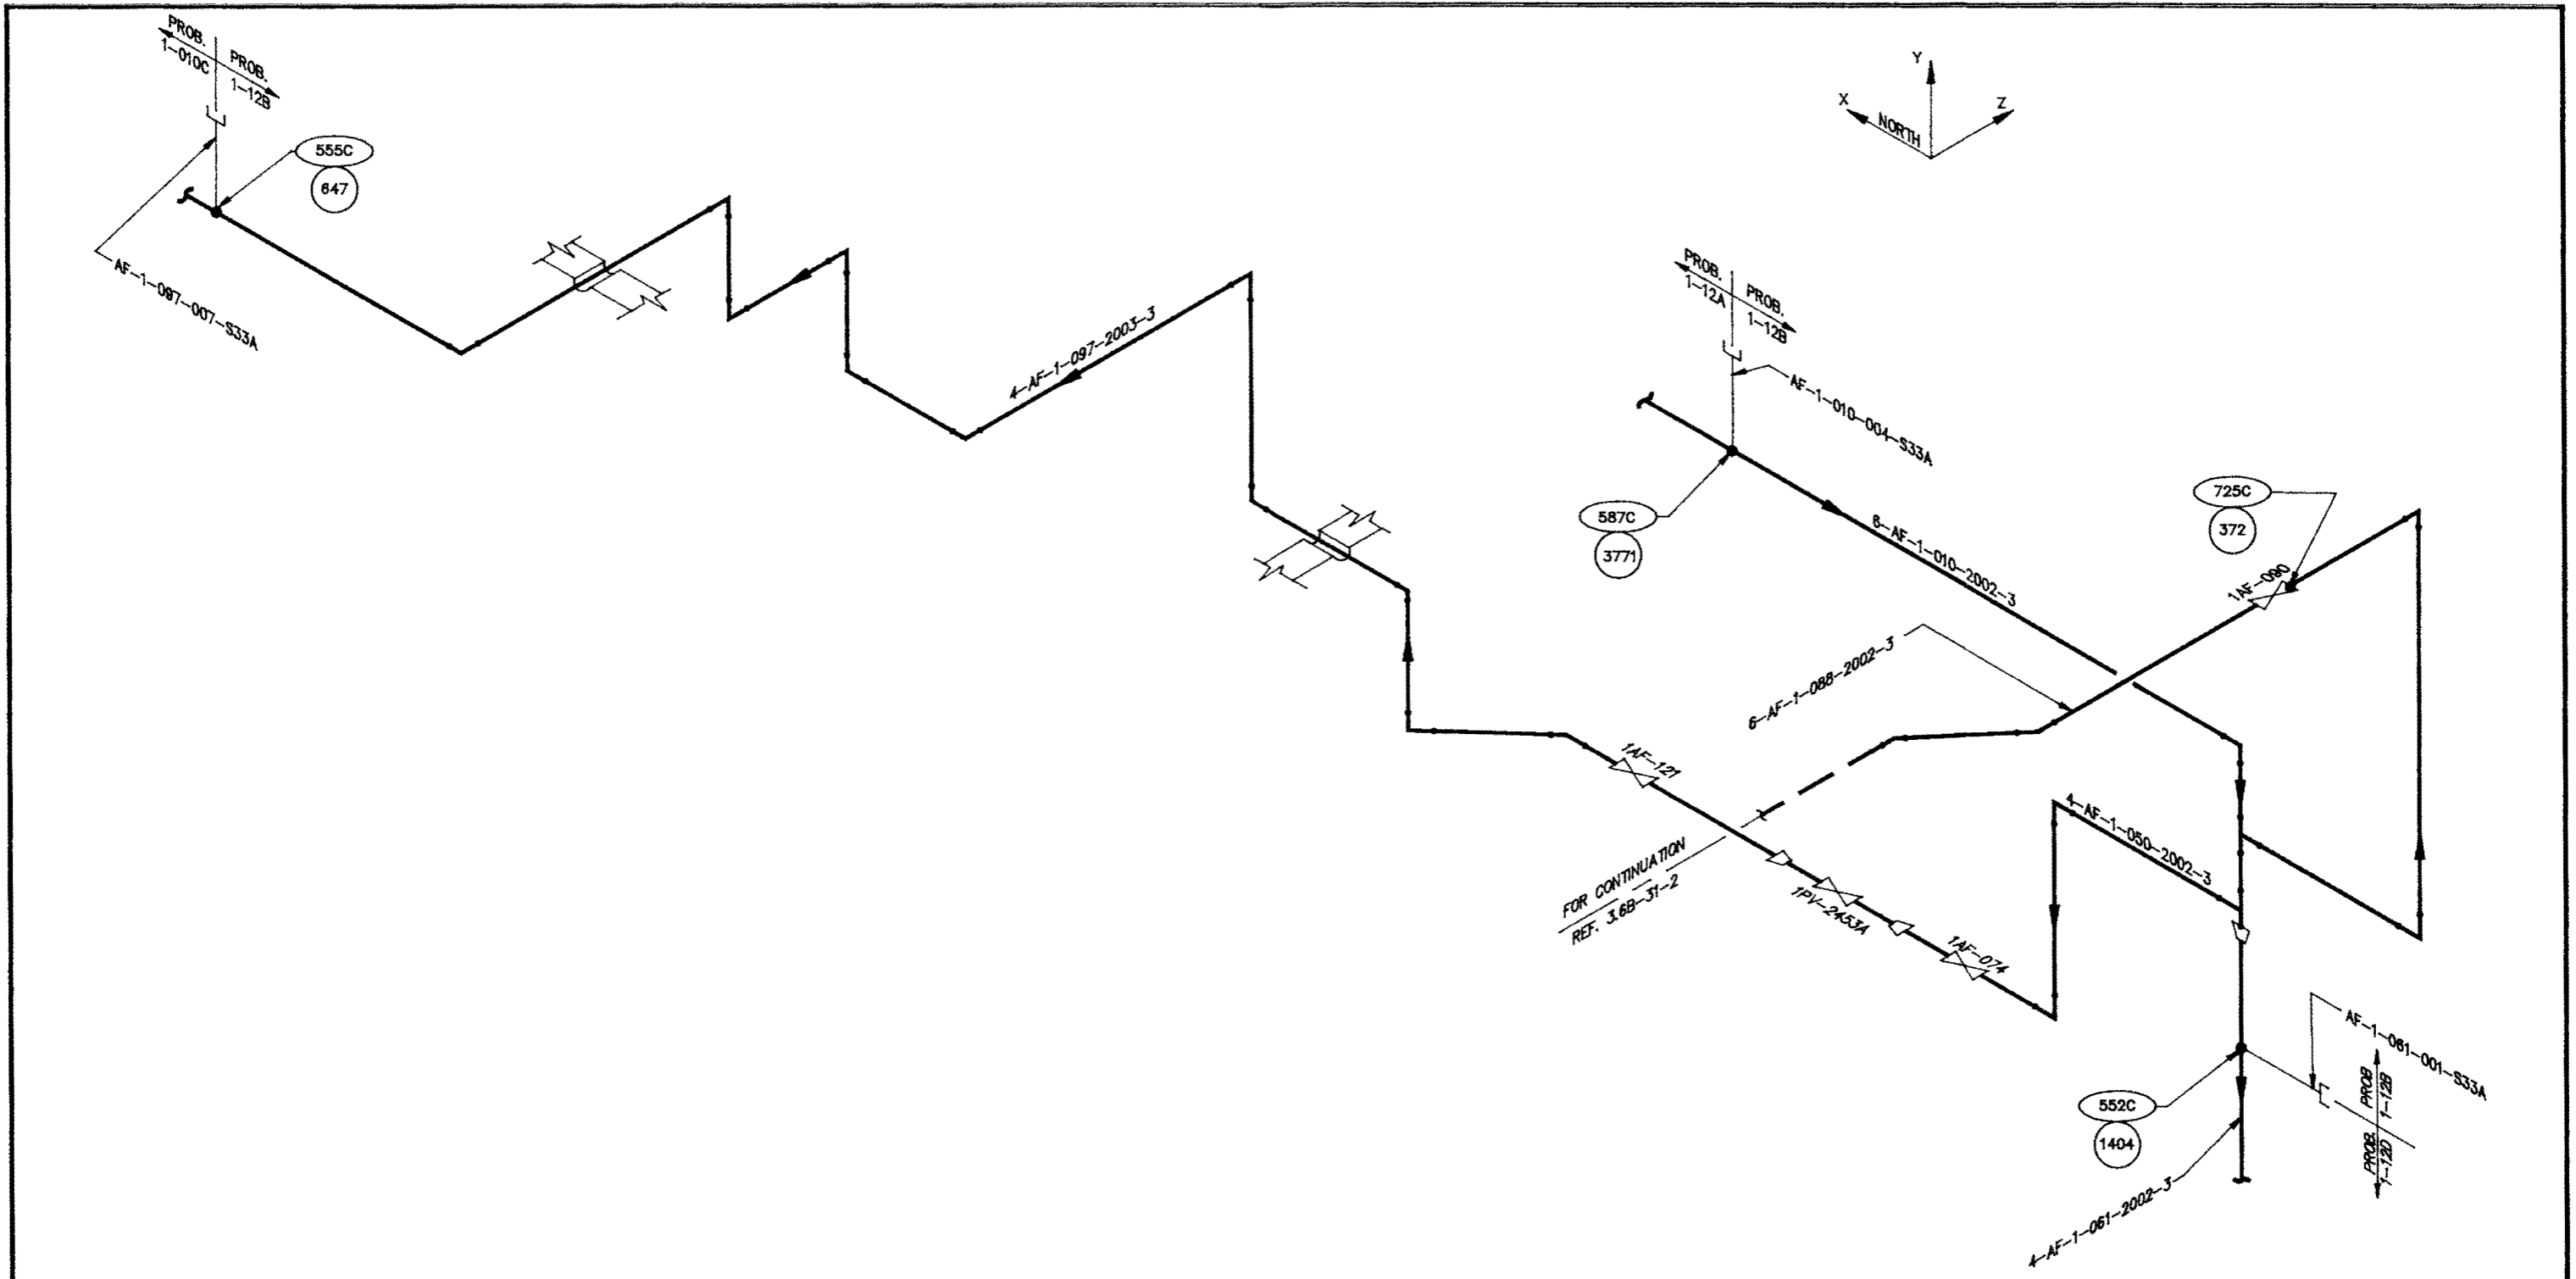 PROB.
1-010C
PROB.
1-12B
555C
647
AF-1-097-007-S33A
4-AF-1-097-2003-3
Y
X
Z
NORTH
PROB.
1-12A
PROB.
1-12B
AF-1-010-004-S33A
587C
3771
8-AF-1-010-2002-3
725C
372
1AF-090
6-AF-1-088-2002-3
1AF-121
FOR CONTINUATION
REF. 3.6B-31-2
1PV-2453A
1AF-074
4-AF-1-050-2002-3
AF-1-061-001-S33A
PROB
1-12B
PROB.
1-12D
552C
1404
4-AF-1-061-2002-3